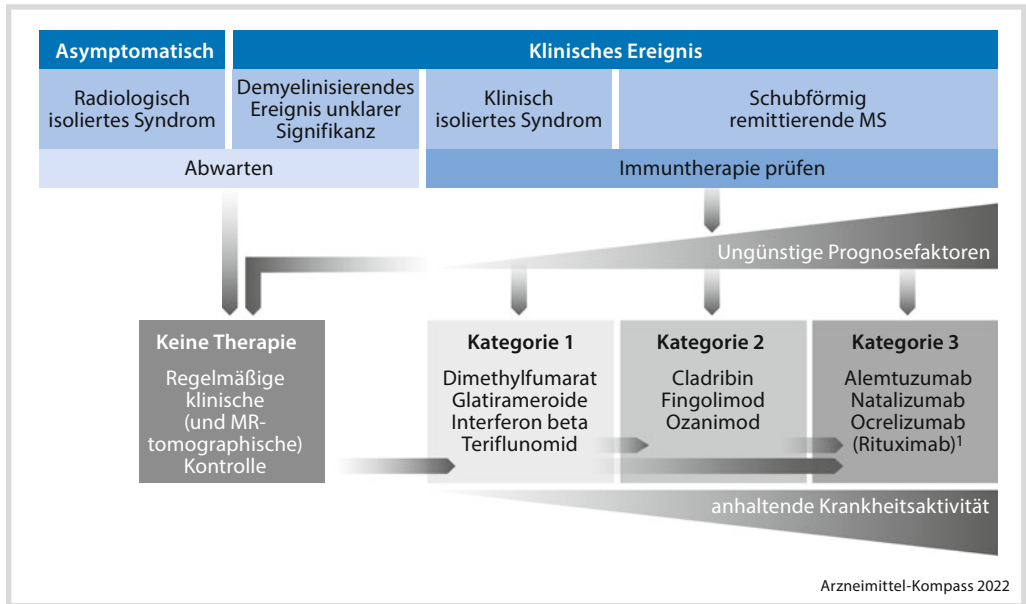 Asymptomatisch
Klinisches Ereignis
Radiologisch
isoliertes Syndrom
Demyelinisierendes
Ereignis unklarer
Signifikanz
Klinisch
isoliertes Syndrom
Schubförmig
remittierende MS
Abwarten
Immuntherapie prüfen
Ungünstige Prognosefaktoren
Keine Therapie
Regelmäßige
klinische
(und MR-
tomographische)
Kontrolle
Kategorie 1
Dimethylfumarat
Glatirameroide
Interferon beta
Teriflunomid
Kategorie 2
Cladribin
Fingolimod
Ozanimod
Kategorie 3
Alemtuzumab
Natalizumab
Ocrelizumab
(Rituximab)¹
anhaltende Krankheitsaktivität
Arzneimittel-Kompass 2022